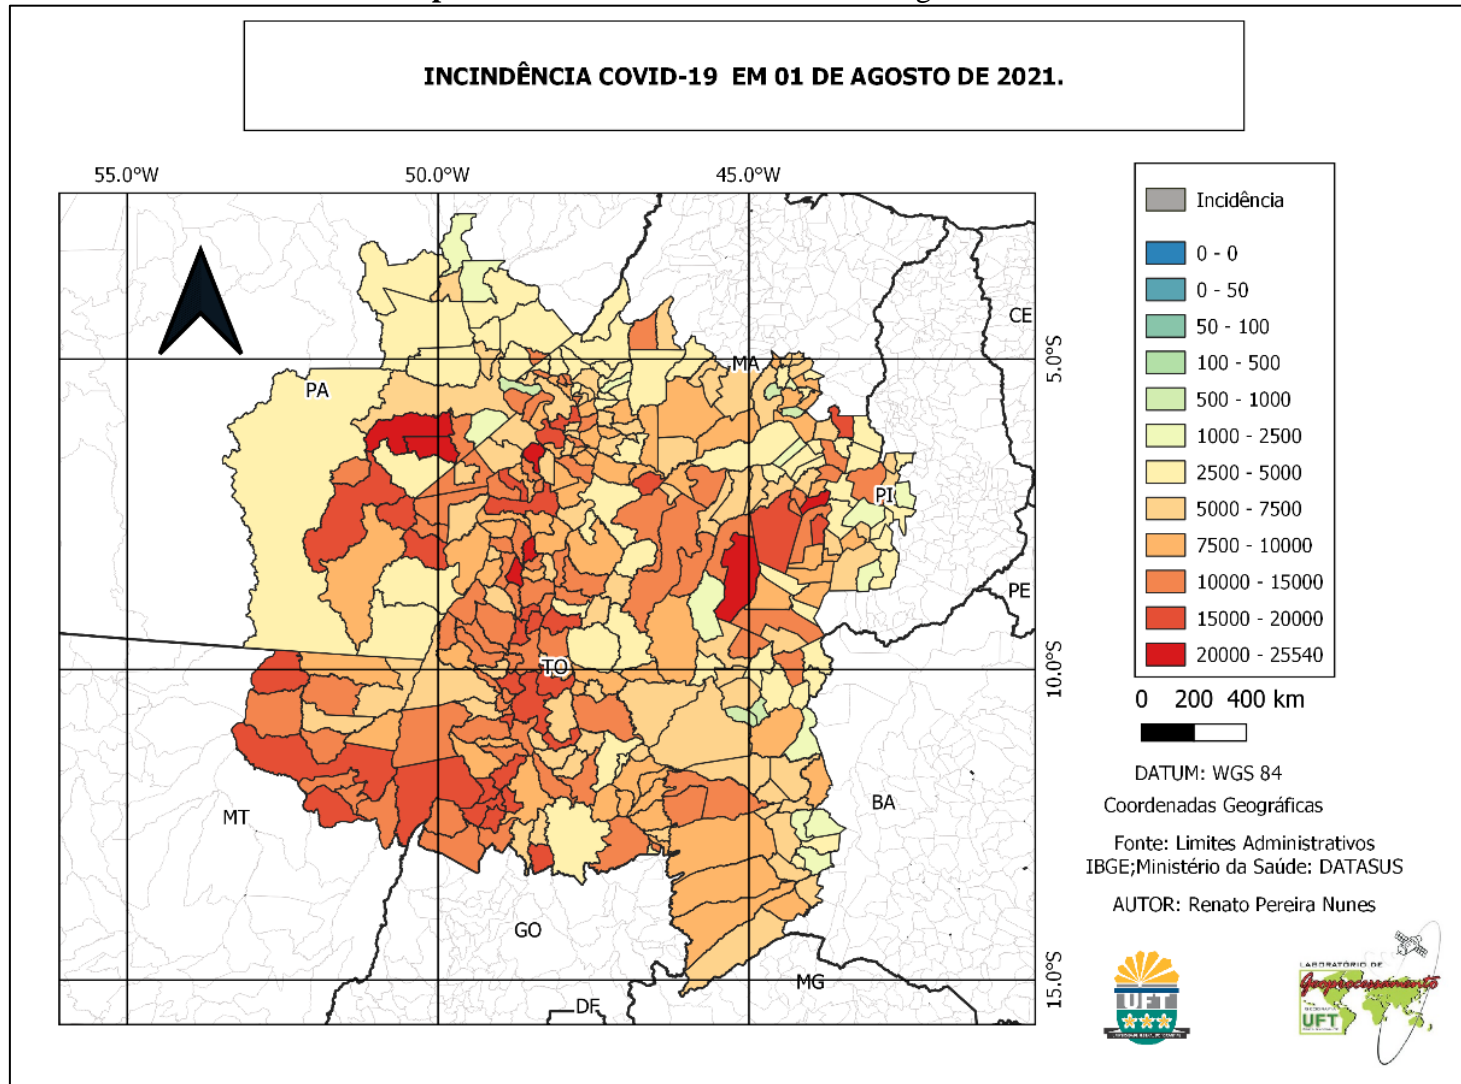 INCINDÊNCIA COVID-19 EM 01 DE AGOSTO DE 2021.
55.0°W
50.0°W
45.0°W
5.0°S
10.0°S
15.0°S
PA
MA
CE
PI
PE
TO
MT
BA
GO
DF
MG
Incidência
0 - 0
0 - 50
50 - 100
100 - 500
500 - 1000
1000 - 2500
2500 - 5000
5000 - 7500
7500 - 10000
10000 - 15000
15000 - 20000
20000 - 25540
0 200 400 km
DATUM: WGS 84
Coordenadas Geográficas
Fonte: Limites Administrativos
IBGE;Ministério da Saúde: DATASUS
AUTOR: Renato Pereira Nunes
UFT
LABORATÓRIO DE
Geoprocessamento
UFT